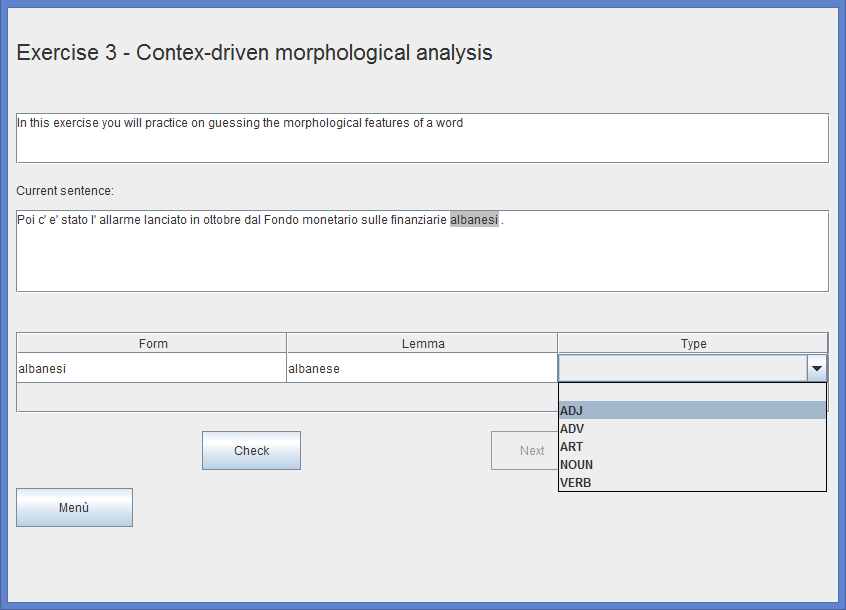 Exercise 3 - Contex-driven morphological analysis
In this exercise you will practice on guessing the morphological features of a word
Current sentence:
Poi c' e' stato l' allarme lanciato in ottobre dal Fondo monetario sulle finanziarie albanesi .
Form Lemma Type
albanesi albanese
ADJ
ADV
ART
NOUN
VERB
Check Next
Menù